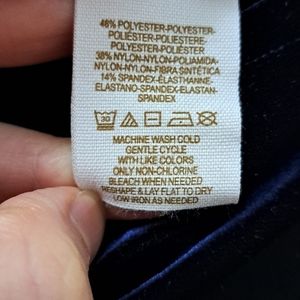 48% POLYESTER-POLYESTER-
POLIÉSTER-POLIESTERE-
POLYESTER-POLIÉSTER
38% NYLON-NYLON-POLIAMIDA-
NYLON-NYLON-FIBRA SINTÉTICA
14% SPANDEX-ÉLASTHANNE-
ELASTANO-SPANDEX-ELASTAN-
SPANDEX
30
MACHINE WASH COLD
GENTLE CYCLE
WITH LIKE COLORS
ONLY NON-CHLORINE
BLEACH WHEN NEEDED
RESHAPE & LAY FLAT TO DRY
LOW IRON AS NEEDED